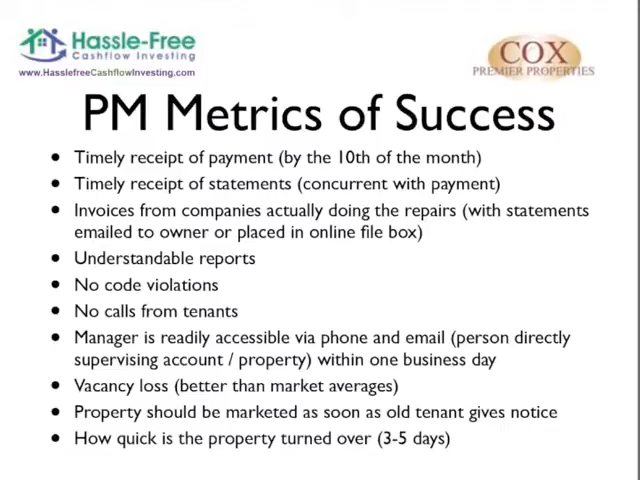 Hassle-Free
Cashflow Investing
www.HasslefreeCashflowInvesting.com
COX
PREMIER PROPERTIES
PM Metrics of Success
• Timely receipt of payment (by the 10th of the month)
• Timely receipt of statements (concurrent with payment)
• Invoices from companies actually doing the repairs (with statements
emailed to owner or placed in online file box)
• Understandable reports
• No code violations
• No calls from tenants
• Manager is readily accessible via phone and email (person directly
supervising account / property) within one business day
• Vacancy loss (better than market averages)
• Property should be marketed as soon as old tenant gives notice
• How quick is the property turned over (3-5 days)